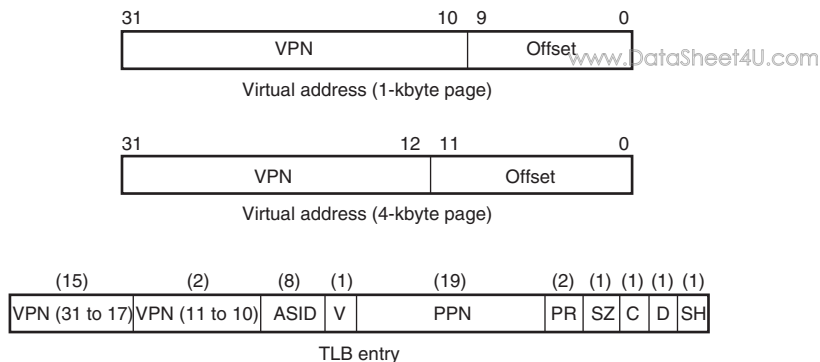 31 10 9 0
VPN Offset
www.DataSheet4U.com
Virtual address (1-kbyte page)
31 12 11 0
VPN Offset
Virtual address (4-kbyte page)
(15) (2) (8) (1) (19) (2) (1) (1) (1) (1)
VPN (31 to 17) VPN (11 to 10) ASID V PPN PR SZ C D SH
TLB entry